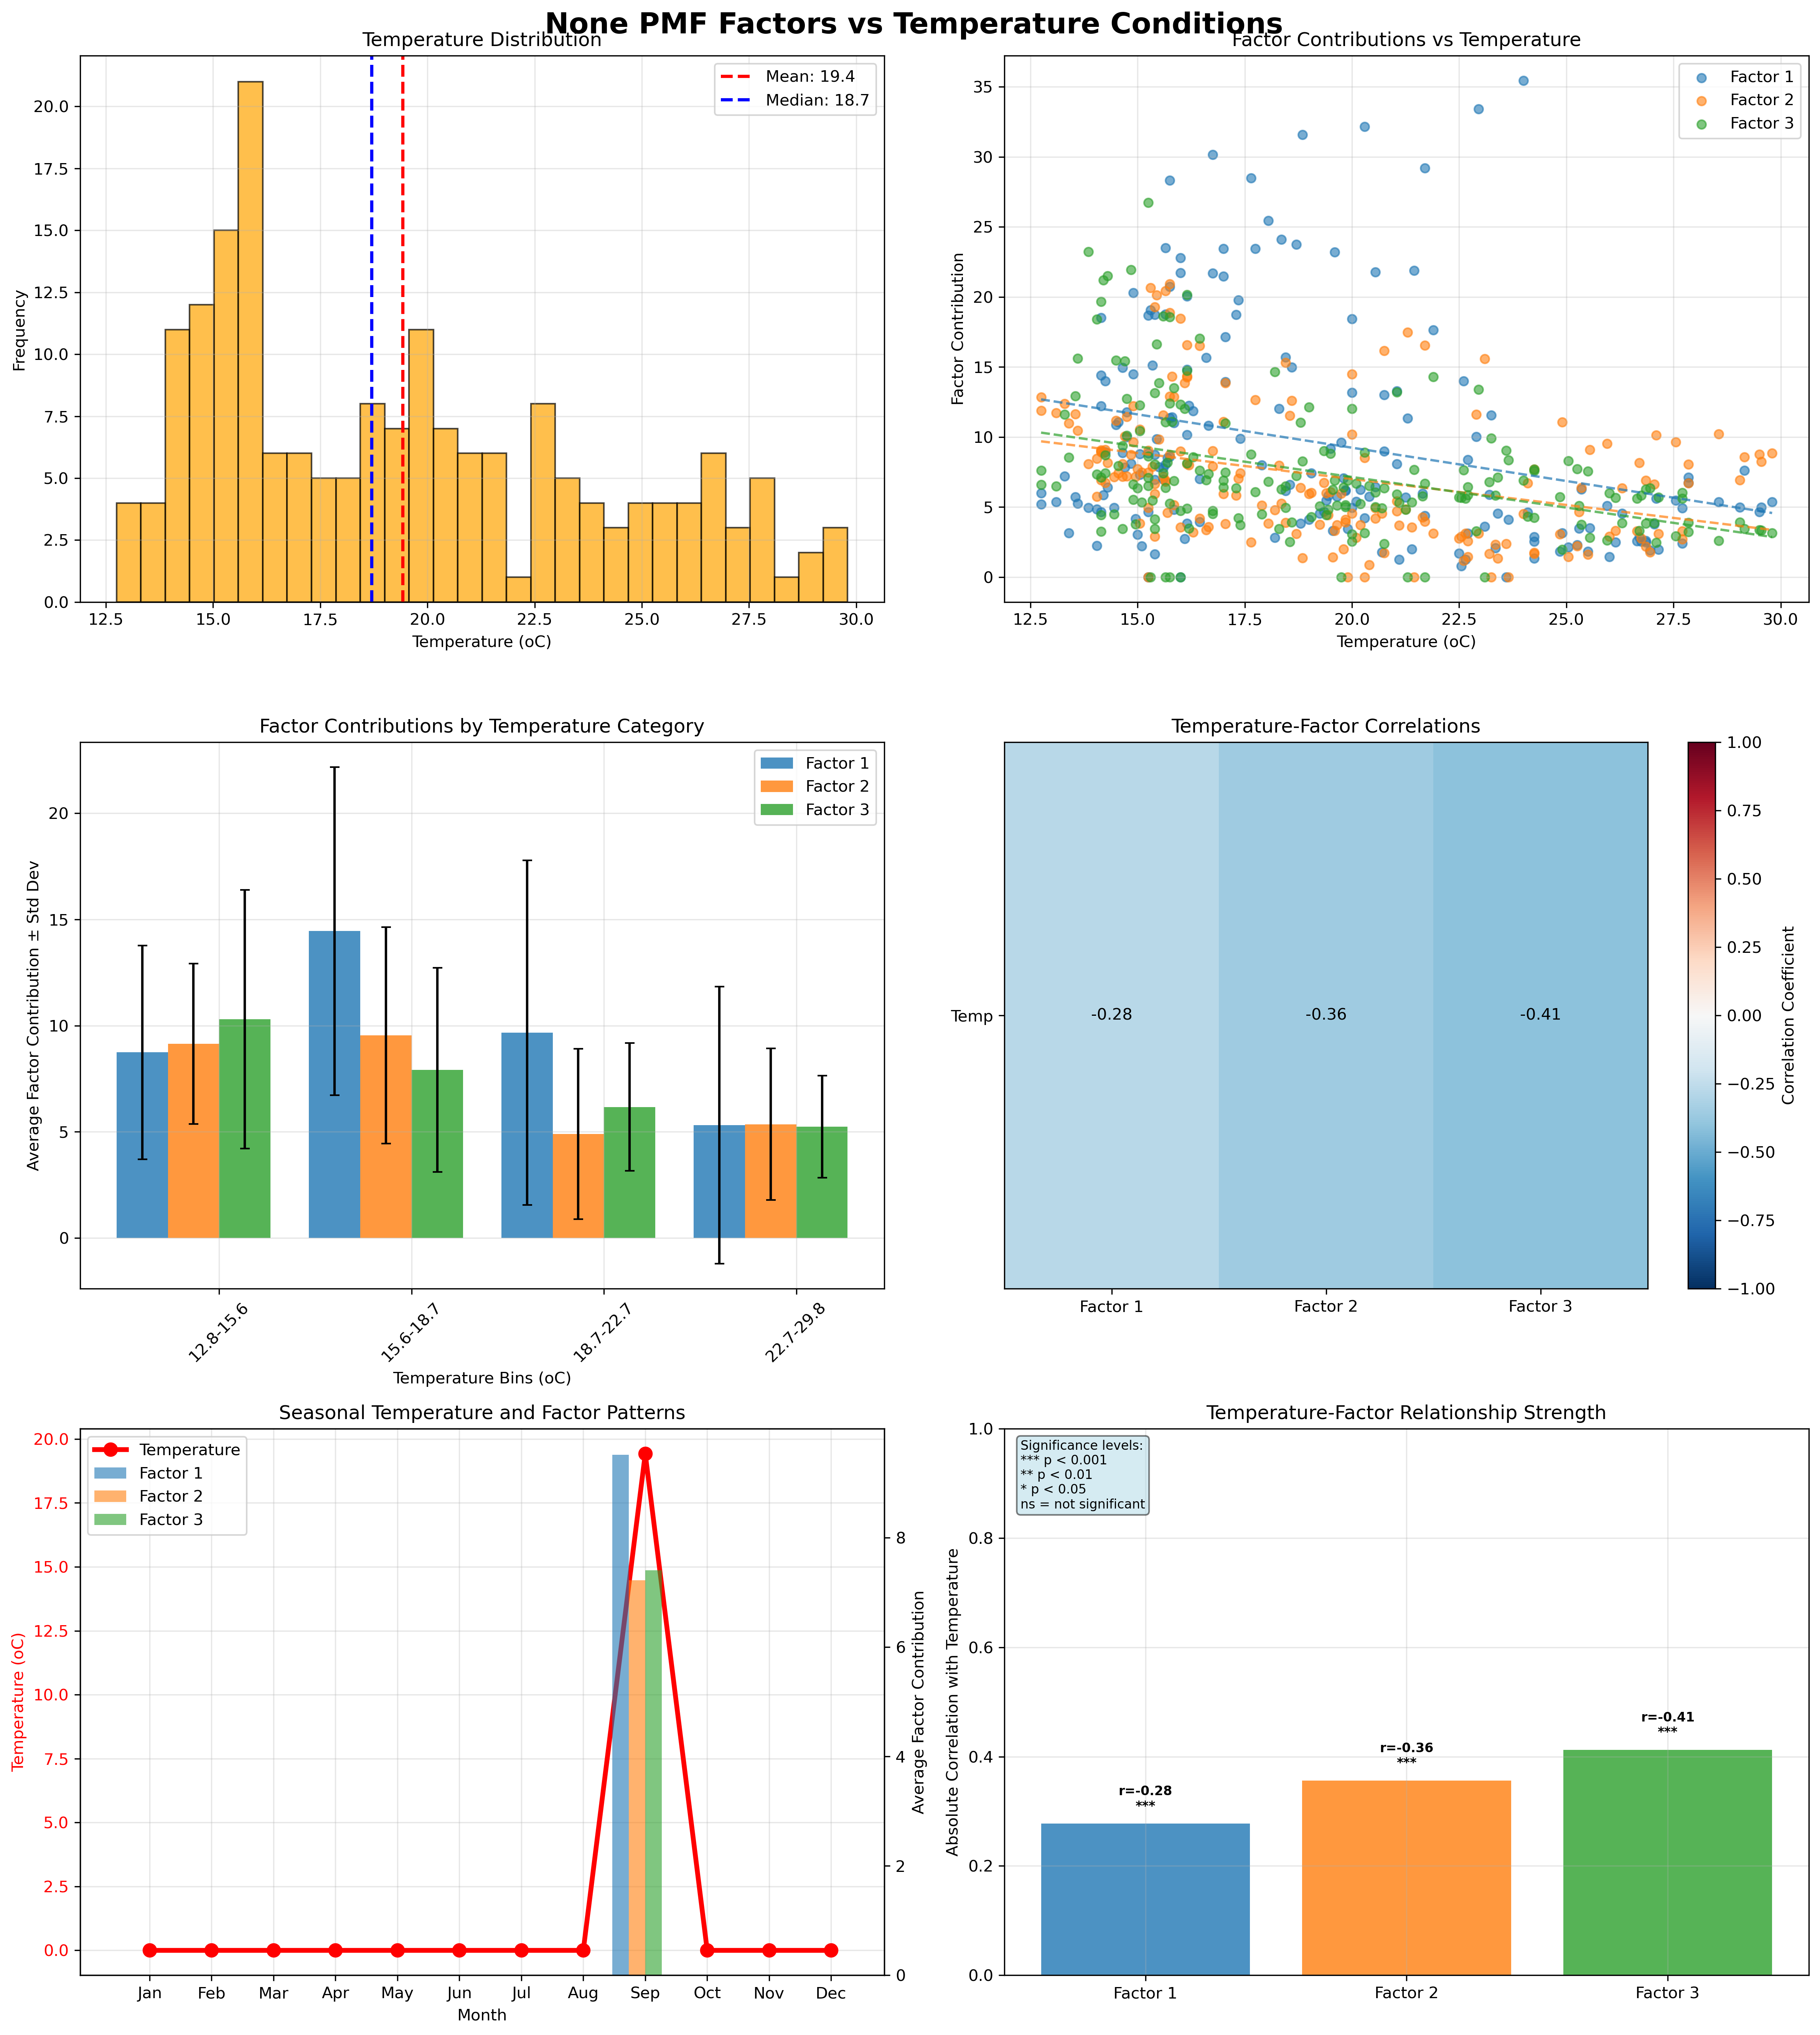 None PMF Factors vs Temperature Conditions
Temperature Distribution
Mean: 19.4
Median: 18.7
20.0
17.5
15.0
12.5
10.0
7.5
5.0
2.5
0.0
Frequency
12.5 15.0 17.5 20.0 22.5 25.0 27.5 30.0
Temperature (oC)
Factor Contributions vs Temperature
Factor 1
Factor 2
Factor 3
35
30
25
20
15
10
5
0
Factor Contribution
12.5 15.0 17.5 20.0 22.5 25.0 27.5 30.0
Temperature (oC)
Factor Contributions by Temperature Category
Factor 1
Factor 2
Factor 3
20
15
10
5
0
Average Factor Contribution ± Std Dev
12.8-15.6
15.6-18.7
18.7-22.7
22.7-29.8
Temperature Bins (oC)
Temperature-Factor Correlations
Temp
-0.28 -0.36 -0.41
Factor 1 Factor 2 Factor 3
1.00
0.75
0.50
0.25
0.00
−0.25
−0.50
−0.75
−1.00
Correlation Coefficient
Seasonal Temperature and Factor Patterns
Temperature
Factor 1
Factor 2
Factor 3
20.0
17.5
15.0
12.5
10.0
7.5
5.0
2.5
0.0
Temperature (oC)
8
6
4
2
0
Average Factor Contribution
Jan Feb Mar Apr May Jun Jul Aug Sep Oct Nov Dec
Month
Temperature-Factor Relationship Strength
Significance levels:
*** p < 0.001
** p < 0.01
* p < 0.05
ns = not significant
1.0
0.8
0.6
0.4
0.2
0.0
Absolute Correlation with Temperature
r=-0.28
***
r=-0.36
***
r=-0.41
***
Factor 1 Factor 2 Factor 3